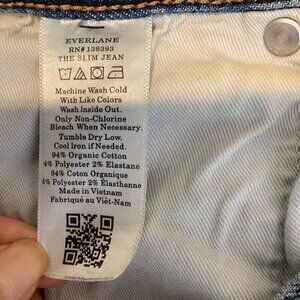 EVERLANE
RN# 139393
THE SLIM JEAN
Machine Wash Cold
With Like Colors
Wash Inside Out.
Only Non-Chlorine
Bleach When Necessary.
Tumble Dry Low.
Cool Iron if Needed.
94% Organic Cotton
4% Polyester 2% Elastane
94% Coton Organique
4% Polyester 2% Élasthanne
Made in Vietnam
Fabriqué au Viêt-Nam